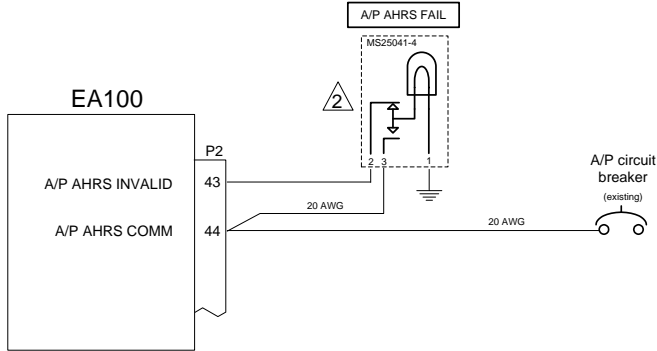 A/P AHRS FAIL
MS25041-4
2
EA100
P2
2 3 1
A/P AHRS INVALID 43
20 AWG
A/P AHRS COMM 44
20 AWG
A/P circuit
breaker
(existing)